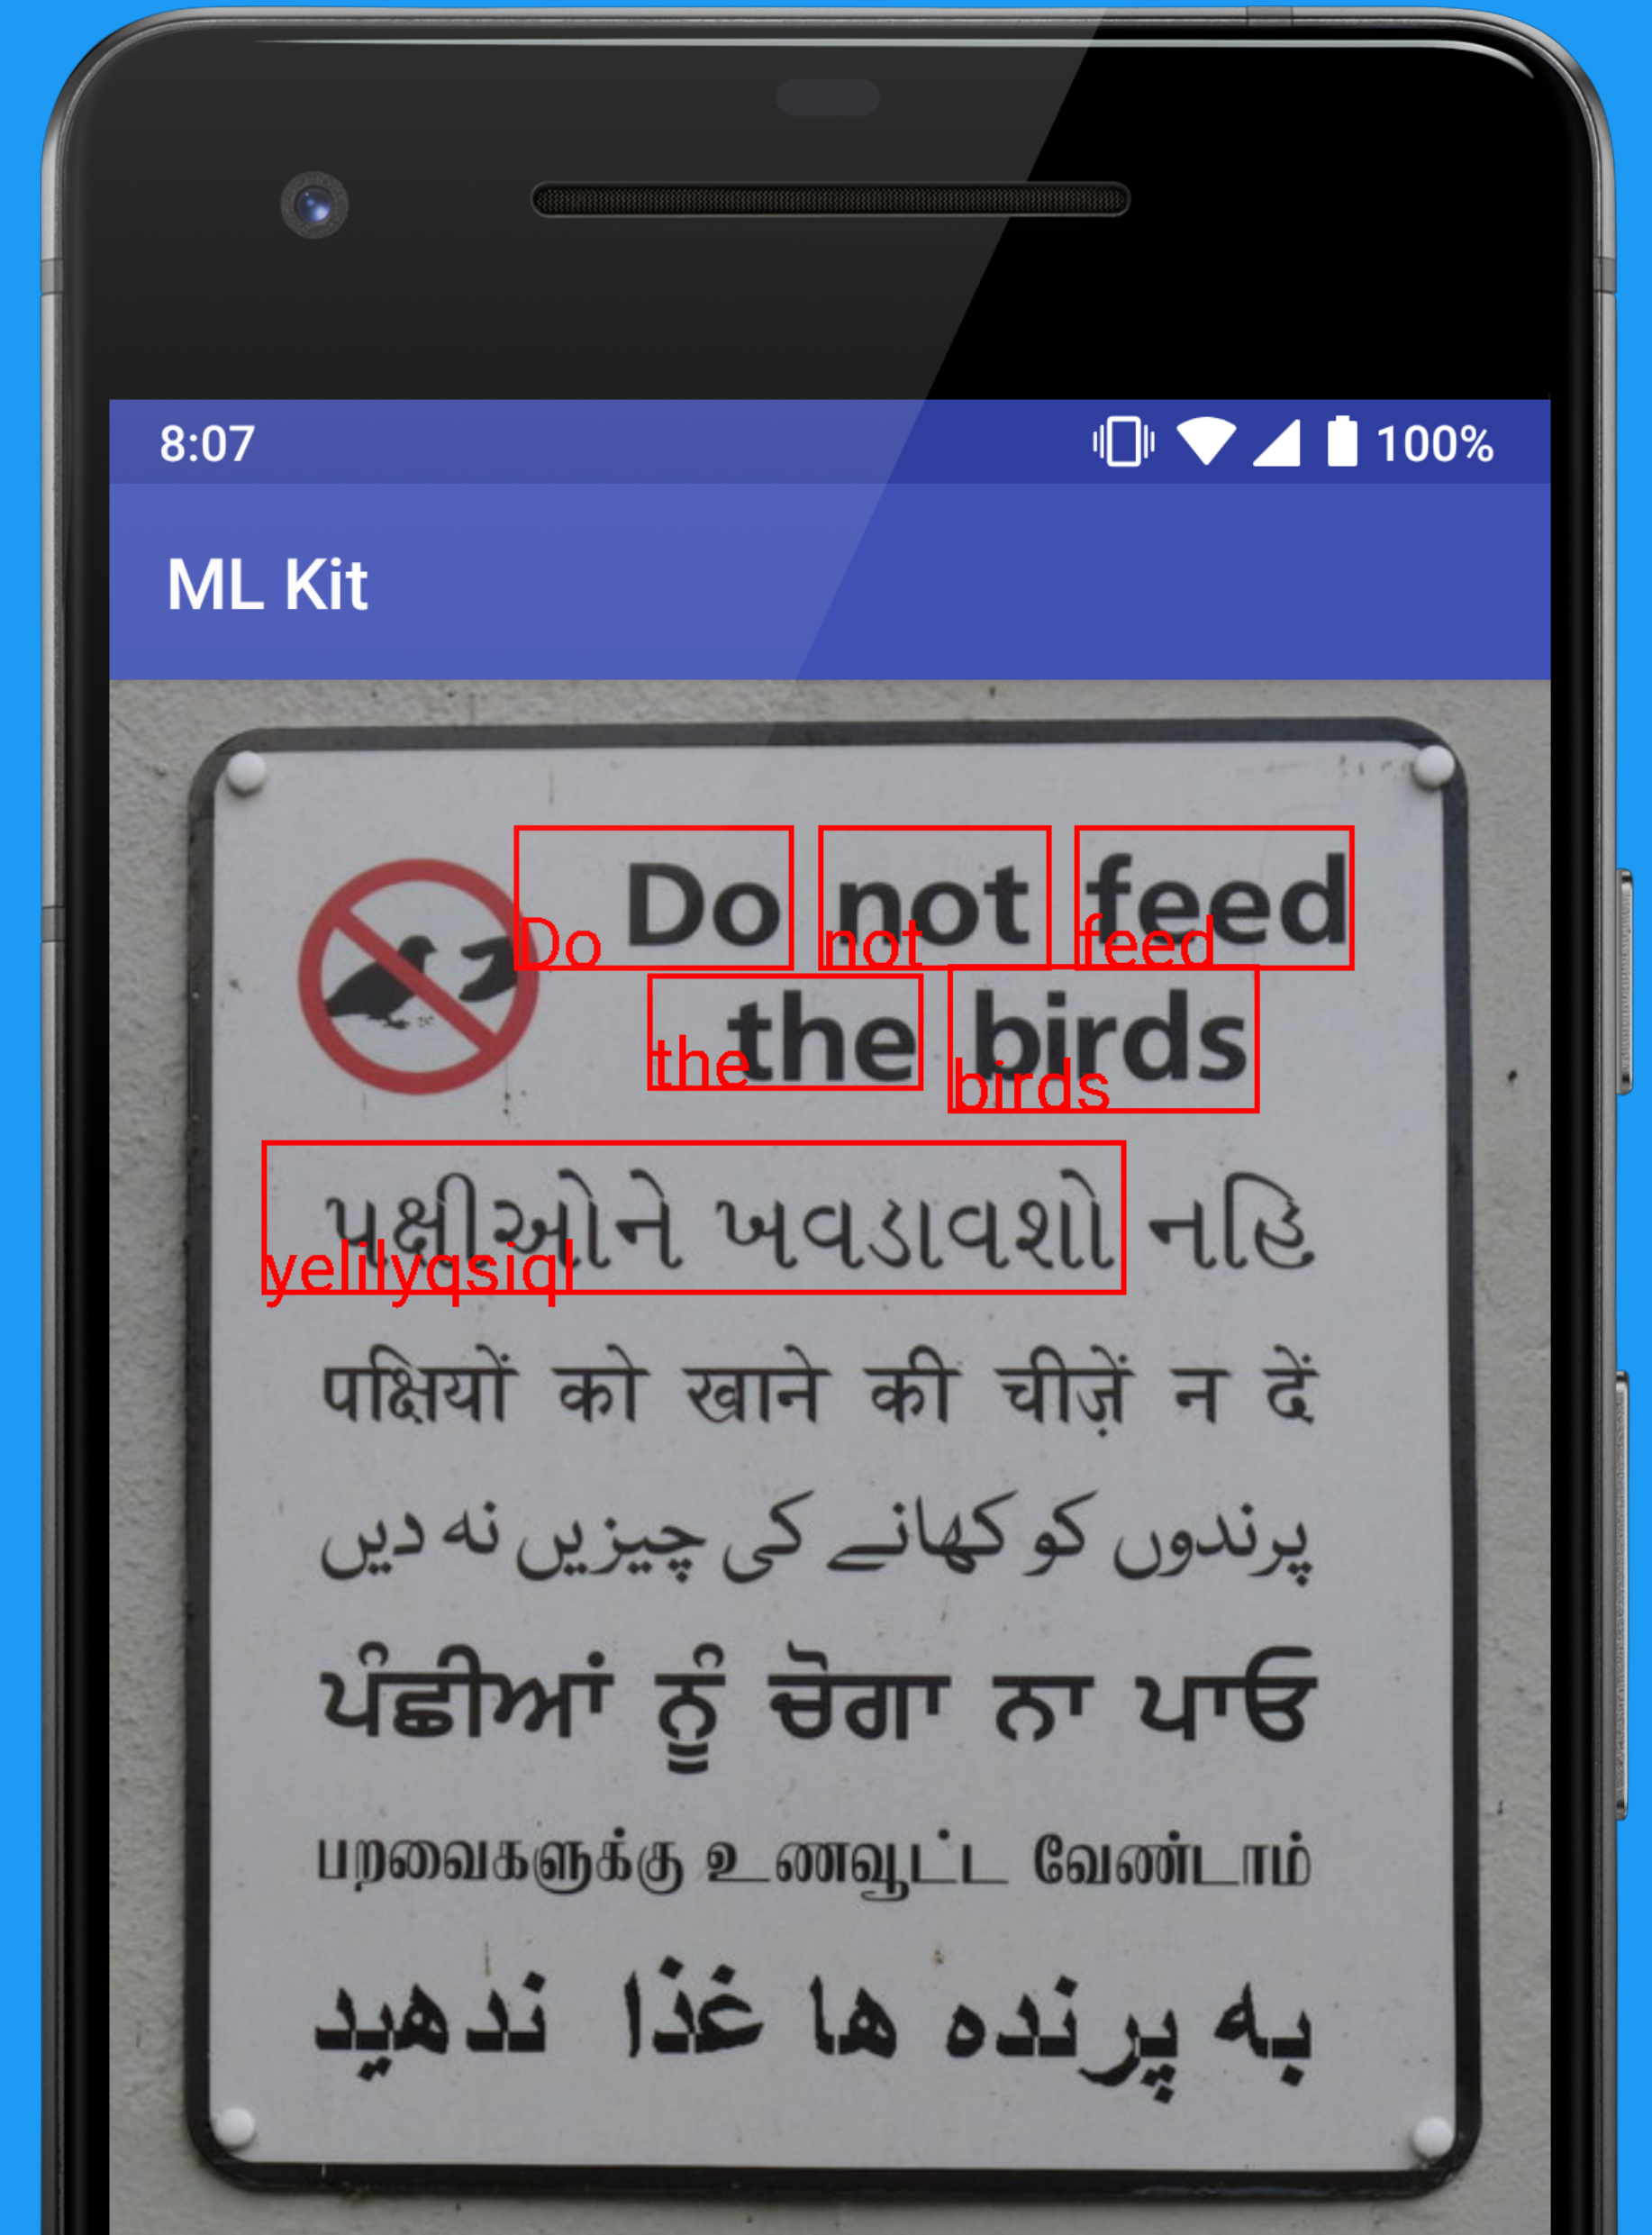 8:07 100%
ML Kit
Do not feed
Do not feed
the birds
the birds
પક્ષીઓને ખવડાવશો નહિ
yelilyqsiql
पक्षियों को खाने की चीज़ें न दें
پرندوں کو کھانے کی چیزیں نہ دیں
ਪੰਛੀਆਂ ਨੂੰ ਚੋਗਾ ਨਾ ਪਾਓ
பறவைகளுக்கு உணவூட்ட வேண்டாம்
به پرنده ها غذا ندهید